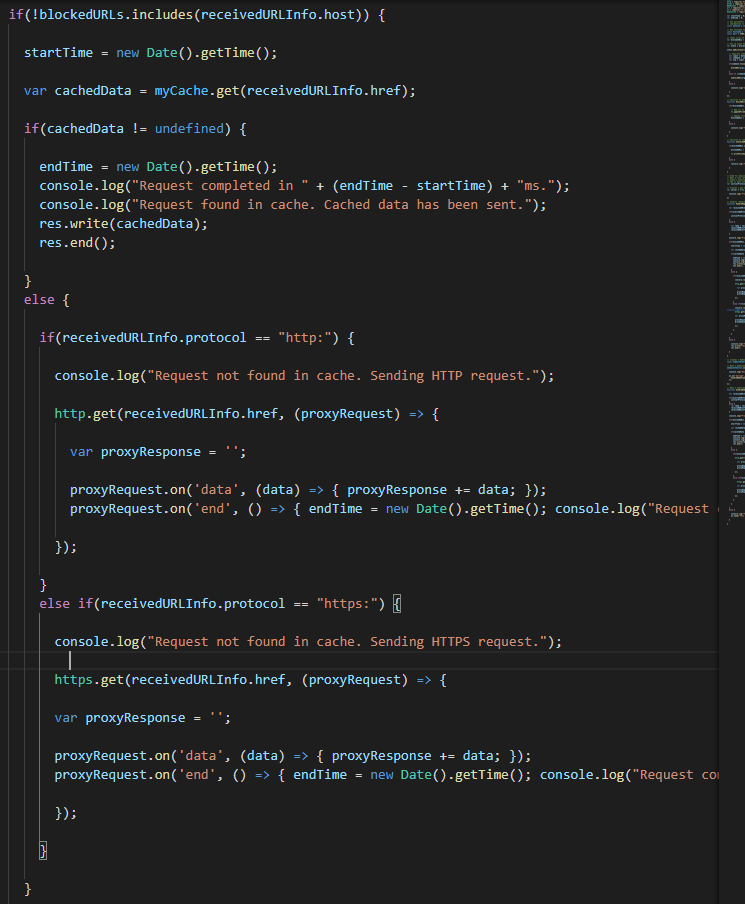 if(!blockedURLs.includes(receivedURLInfo.host)) {
startTime = new Date().getTime();
var cachedData = myCache.get(receivedURLInfo.href);
if(cachedData != undefined) {
endTime = new Date().getTime();
console.log("Request completed in " + (endTime - startTime) + "ms.");
console.log("Request found in cache. Cached data has been sent.");
res.write(cachedData);
res.end();
}
else {
if(receivedURLInfo.protocol == "http:") {
console.log("Request not found in cache. Sending HTTP request.");
http.get(receivedURLInfo.href, (proxyRequest) => {
var proxyResponse = '';
proxyRequest.on('data', (data) => { proxyResponse += data; });
proxyRequest.on('end', () => { endTime = new Date().getTime(); console.log("Request
});
}
else if(receivedURLInfo.protocol == "https:") {
console.log("Request not found in cache. Sending HTTPS request.");
https.get(receivedURLInfo.href, (proxyRequest) => {
var proxyResponse = '';
proxyRequest.on('data', (data) => { proxyResponse += data; });
proxyRequest.on('end', () => { endTime = new Date().getTime(); console.log("Request co
});
}
}